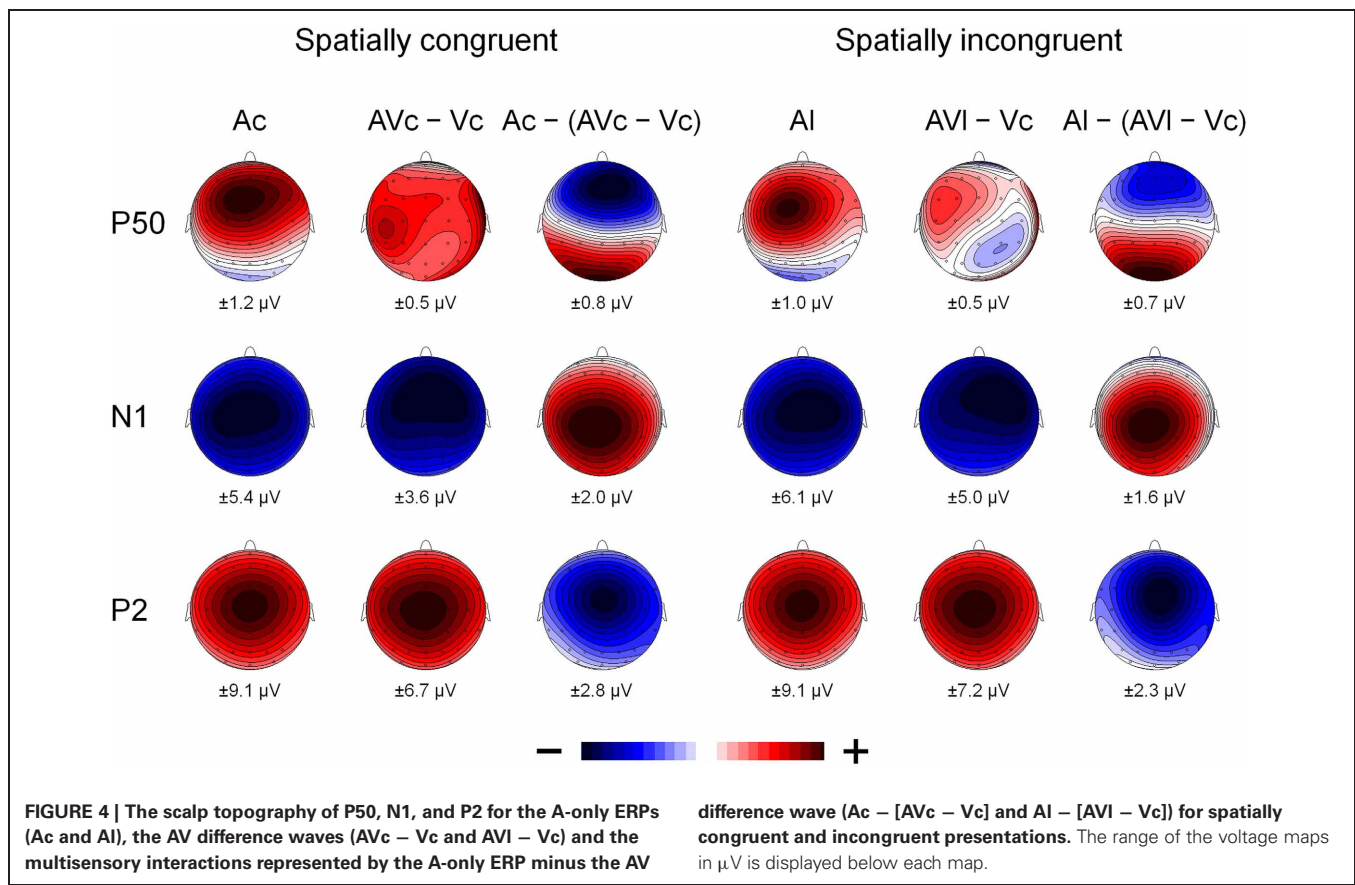 Spatially congruent Spatially incongruent
Ac AVc – Vc Ac – (AVc – Vc) AI AVI – Vc AI – (AVI – Vc)
P50
±1.2 μV ±0.5 μV ±0.8 μV ±1.0 μV ±0.5 μV ±0.7 μV
N1
±5.4 μV ±3.6 μV ±2.0 μV ±6.1 μV ±5.0 μV ±1.6 μV
P2
±9.1 μV ±6.7 μV ±2.8 μV ±9.1 μV ±7.2 μV ±2.3 μV
− +
FIGURE 4 | The scalp topography of P50, N1, and P2 for the A-only ERPs
(Ac and AI), the AV difference waves (AVc − Vc and AVI − Vc) and the
multisensory interactions represented by the A-only ERP minus the AV
difference wave (Ac − [AVc − Vc] and AI − [AVI − Vc]) for spatially
congruent and incongruent presentations. The range of the voltage maps
in μV is displayed below each map.